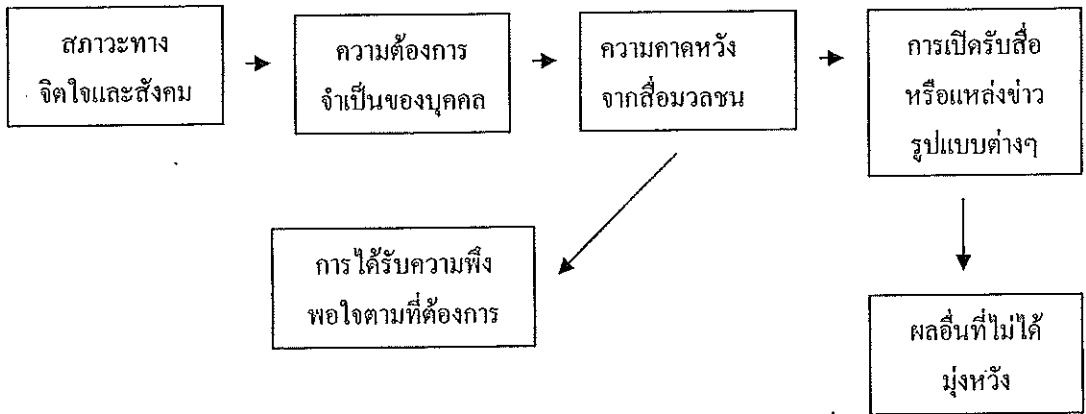 สภาวะทาง
จิตใจและสังคม
ความต้องการ
จำเป็นของบุคคล
ความคาดหวัง
จากสื่อมวลชน
การเปิดรับสื่อ
หรือแหล่งข่าว
รูปแบบต่างๆ
การได้รับความพึง
พอใจตามที่ต้องการ
ผลอื่นที่ไม่ได้
มุ่งหวัง